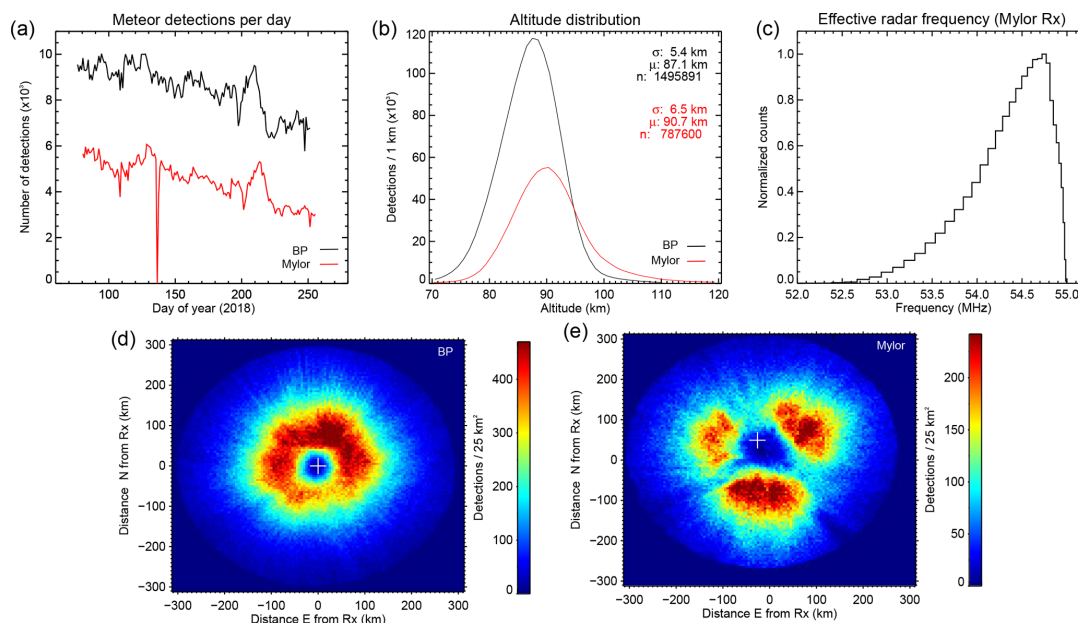 (a)
Meteor detections per day
Number of detections (x10³)
10
8
6
4
2
0
BP
Mylor
100
150
200
250
Day of year (2018)
(b)
Altitude distribution
Detections / 1 km (x10³)
120
100
80
60
40
20
0
σ: 5.4 km
μ: 87.1 km
n: 1495891
σ: 6.5 km
μ: 90.7 km
n: 787600
BP
Mylor
70
80
90
100
110
120
Altitude (km)
(c)
Effective radar frequency (Mylor Rx)
Normalized counts
1.0
0.8
0.6
0.4
0.2
0.0
52.0
52.5
53.0
53.5
54.0
54.5
55.0
Frequency (MHz)
(d)
BP
Distance N from Rx (km)
300
200
100
0
−100
−200
−300
−300
−200
−100
0
100
200
300
Distance E from Rx (km)
400
300
200
100
0
Detections / 25 km²
(e)
Mylor
Distance N from Rx (km)
300
200
100
0
−100
−200
−300
−300
−200
−100
0
100
200
300
Distance E from Rx (km)
200
150
100
50
0
Detections / 25 km²